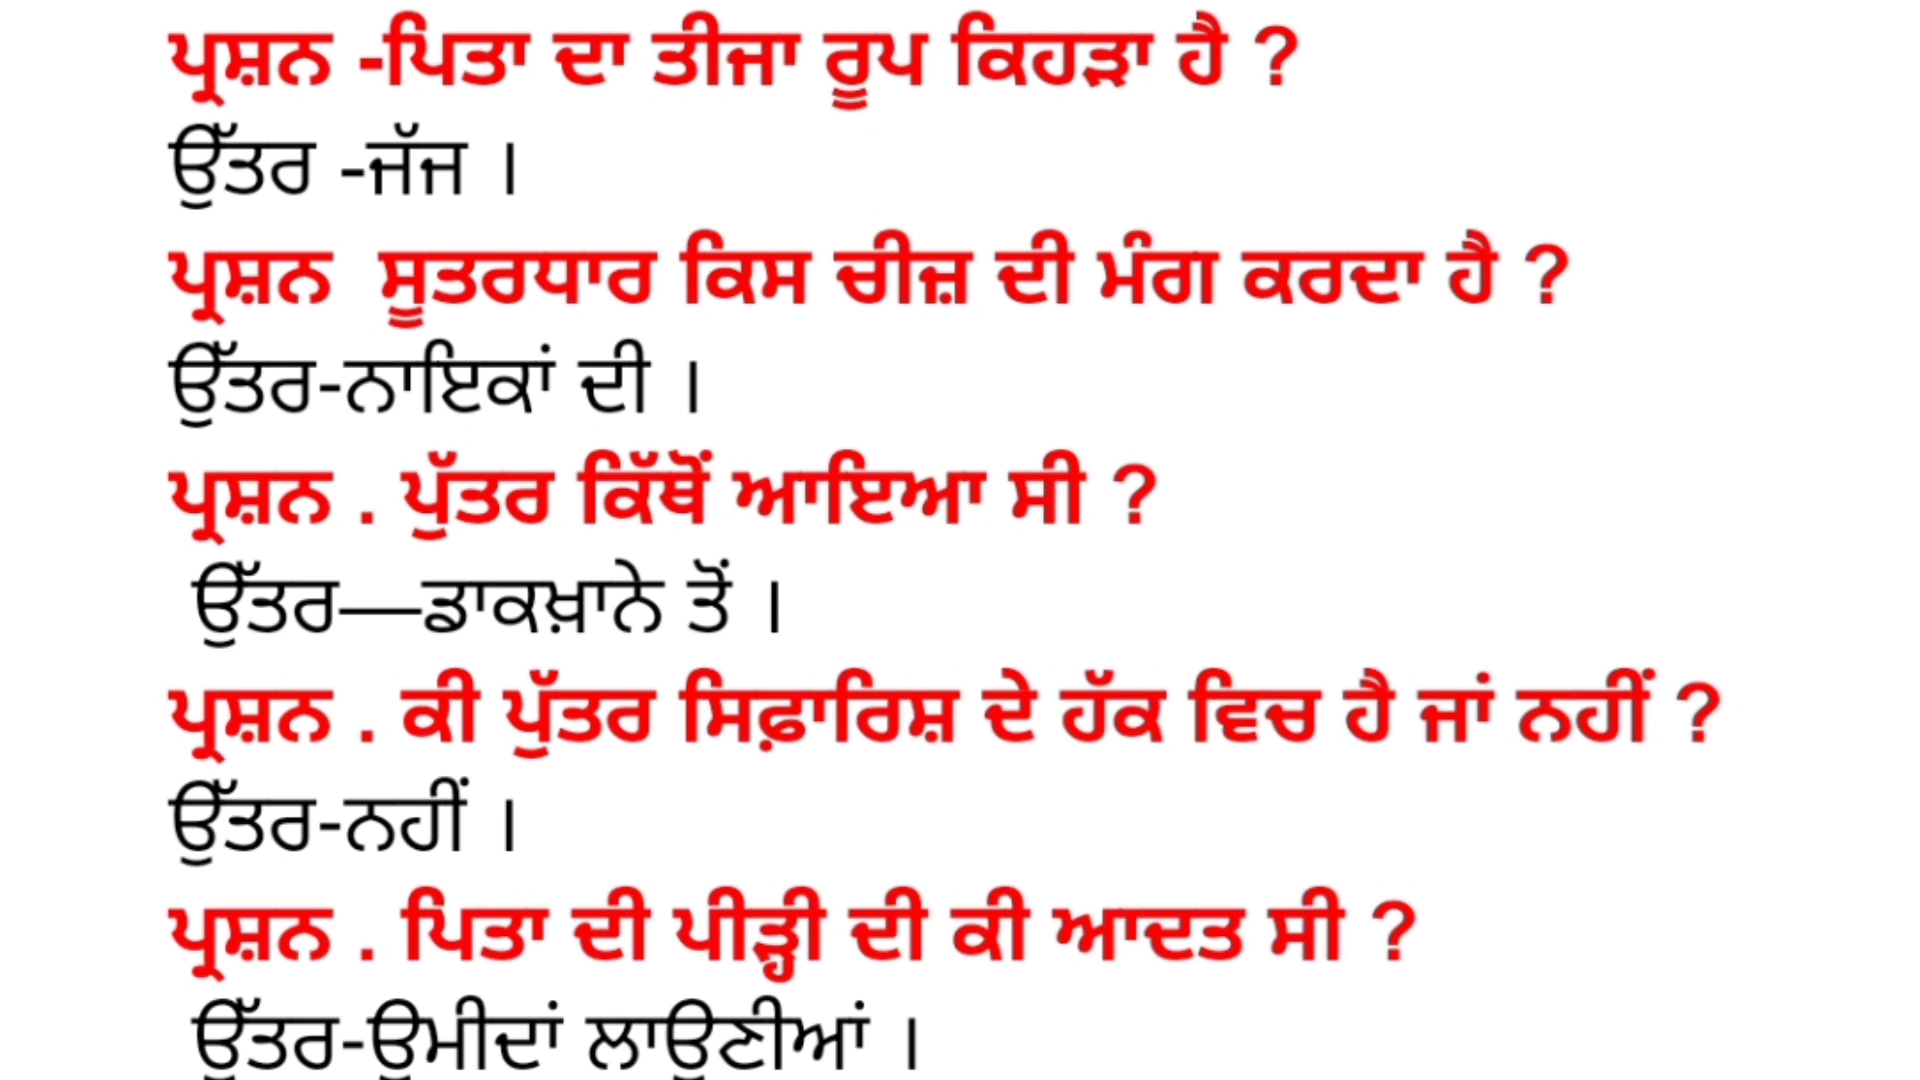 ਪ੍ਰਸ਼ਨ -ਪਿਤਾ ਦਾ ਤੀਜਾ ਰੂਪ ਕਿਹੜਾ ਹੈ ?
ਉੱਤਰ -ਜੱਜ ।
ਪ੍ਰਸ਼ਨ ਸੂਤਰਧਾਰ ਕਿਸ ਚੀਜ਼ ਦੀ ਮੰਗ ਕਰਦਾ ਹੈ ?
ਉੱਤਰ-ਨਾਇਕਾਂ ਦੀ ।
ਪ੍ਰਸ਼ਨ . ਪੁੱਤਰ ਕਿੱਥੋਂ ਆਇਆ ਸੀ ?
ਉੱਤਰ—ਡਾਕਖ਼ਾਨੇ ਤੋਂ ।
ਪ੍ਰਸ਼ਨ . ਕੀ ਪੁੱਤਰ ਸਿਫ਼ਾਰਿਸ਼ ਦੇ ਹੱਕ ਵਿਚ ਹੈ ਜਾਂ ਨਹੀਂ ?
ਉੱਤਰ-ਨਹੀਂ ।
ਪ੍ਰਸ਼ਨ . ਪਿਤਾ ਦੀ ਪੀੜ੍ਹੀ ਦੀ ਕੀ ਆਦਤ ਸੀ ?
ਉੱਤਰ-ਉਮੀਦਾਂ ਲਾਉਣੀਆਂ ।